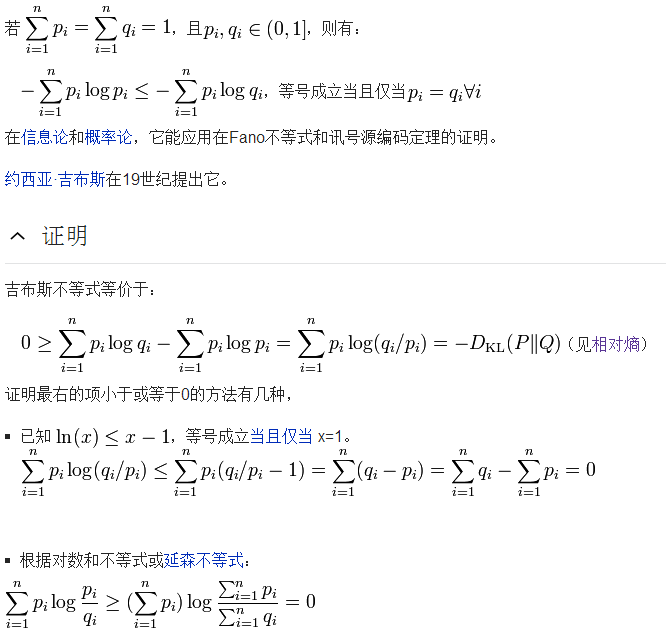 若 $\sum_{i=1}^{n} p_i = \sum_{i=1}^{n} q_i = 1$，且$p_i, q_i \in (0, 1]$，则有：
$-\sum_{i=1}^{n} p_i \log p_i \leq -\sum_{i=1}^{n} p_i \log q_i$，等号成立当且仅当$p_i = q_i \forall i$
在信息论和概率论，它能应用在Fano不等式和讯号源编码定理的证明。
约西亚·吉布斯在19世纪提出它。
证明
吉布斯不等式等价于：
$0 \geq \sum_{i=1}^{n} p_i \log q_i - \sum_{i=1}^{n} p_i \log p_i = \sum_{i=1}^{n} p_i \log(q_i/p_i) = -D_{\mathrm{KL}}(P\|Q)$（见相对熵）
证明最右的项小于或等于0的方法有几种，
▪ 已知 $\ln(x) \leq x - 1$，等号成立当且仅当 x=1。
$\sum_{i=1}^{n} p_i \log(q_i/p_i) \leq \sum_{i=1}^{n} p_i(q_i/p_i - 1) = \sum_{i=1}^{n} (q_i - p_i) = \sum_{i=1}^{n} q_i - \sum_{i=1}^{n} p_i = 0$
▪ 根据对数和不等式或延森不等式：
$\sum_{i=1}^{n} p_i \log \frac{p_i}{q_i} \geq (\sum_{i=1}^{n} p_i) \log \frac{\sum_{i=1}^{n} p_i}{\sum_{i=1}^{n} q_i} = 0$